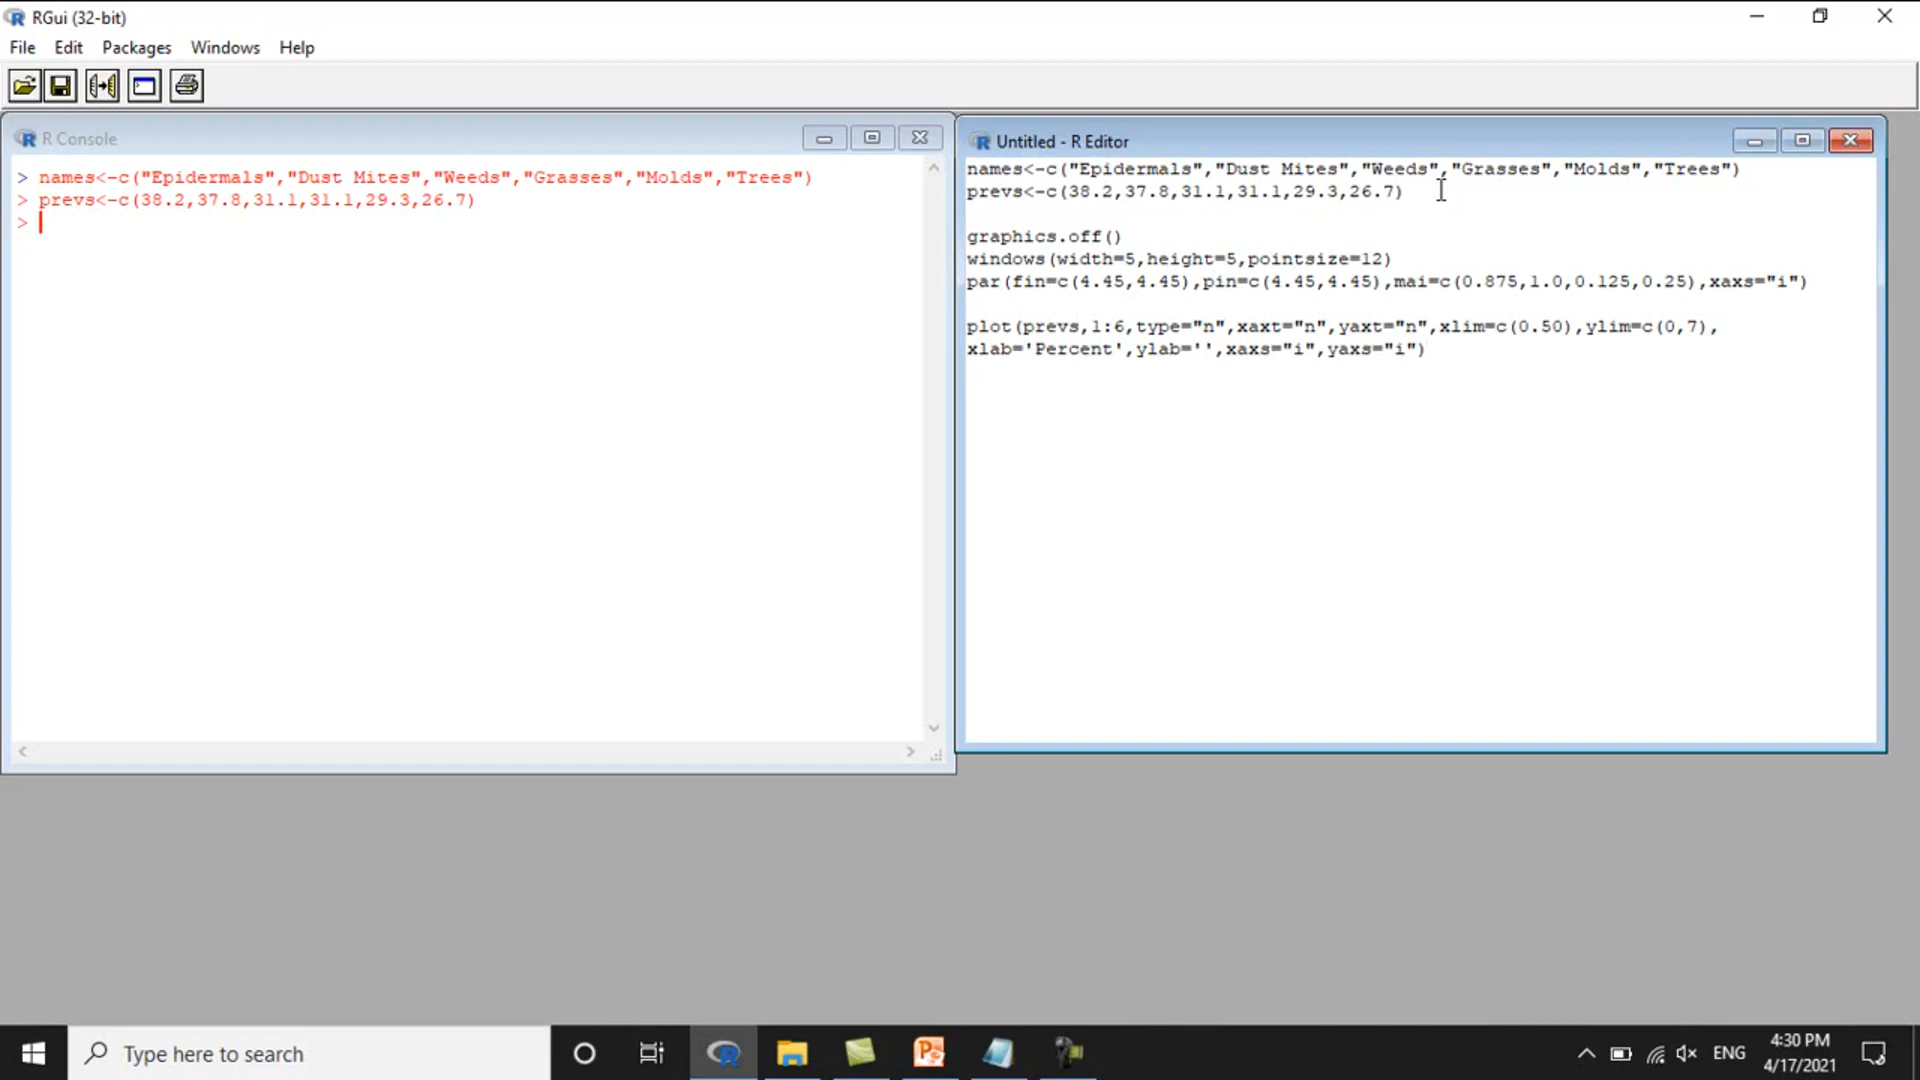 RGui (32-bit)
File Edit Packages Windows Help
R Console
> names<-c("Epidermals","Dust Mites","Weeds","Grasses","Molds","Trees")
> prevs<-c(38.2,37.8,31.1,31.1,29.3,26.7)
>
Untitled - R Editor
names<-c("Epidermals","Dust Mites","Weeds","Grasses","Molds","Trees")
prevs<-c(38.2,37.8,31.1,31.1,29.3,26.7)
graphics.off()
windows(width=5,height=5,pointsize=12)
par(fin=c(4.45,4.45),pin=c(4.45,4.45),mai=c(0.875,1.0,0.125,0.25),xaxs="i")
plot(prevs,1:6,type="n",xaxt="n",yaxt="n",xlim=c(0.50),ylim=c(0,7),
xlab='Percent',ylab='',xaxs="i",yaxs="i")
Type here to search
ENG
4:30 PM
4/17/2021